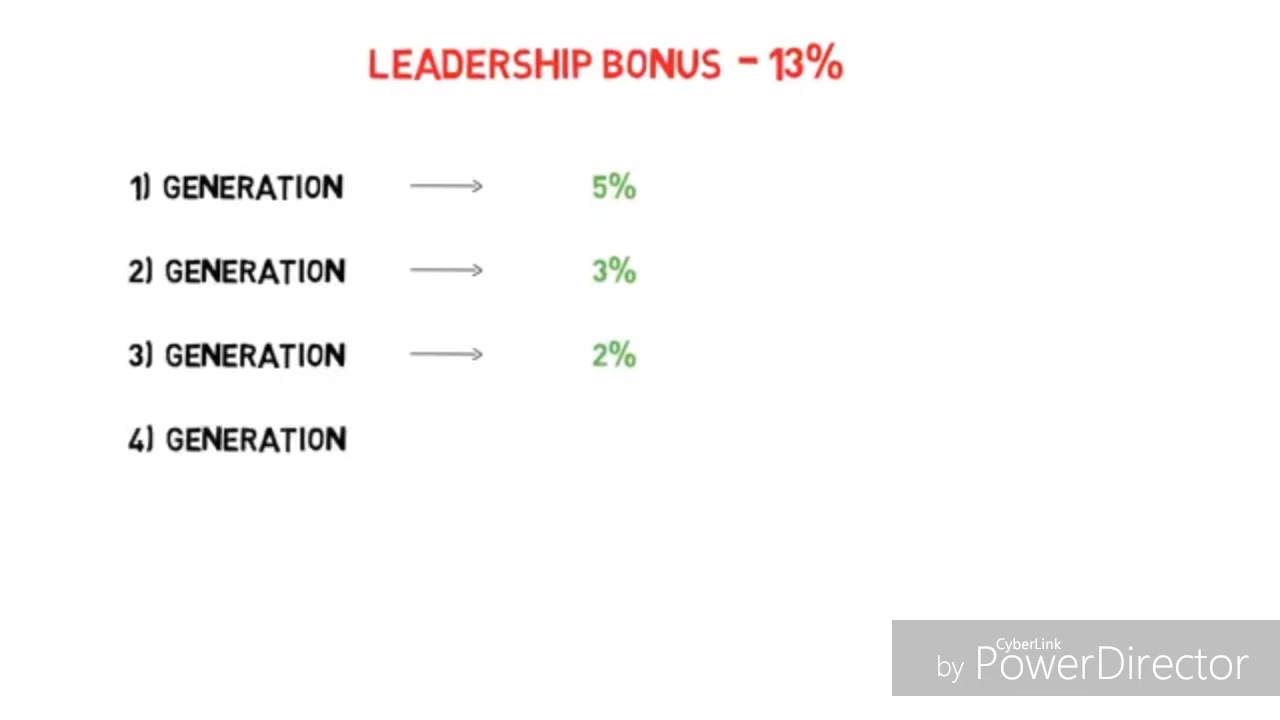 LEADERSHIP BONUS - 13%
1) GENERATION → 5%
2) GENERATION → 3%
3) GENERATION → 2%
4) GENERATION
CyberLink
by PowerDirector